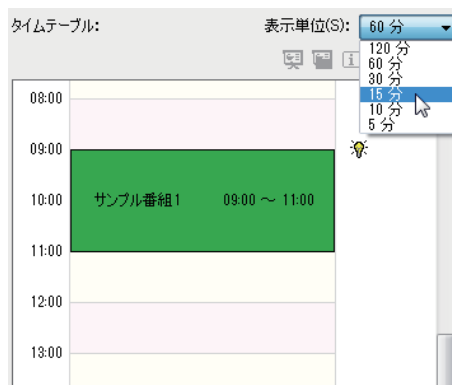 タイムテーブル:
表示単位(S):
60 分
120 分
60 分
30 分
15 分
10 分
5 分
08:00
09:00
10:00
サンプル番組1 09:00 ～ 11:00
11:00
12:00
13:00